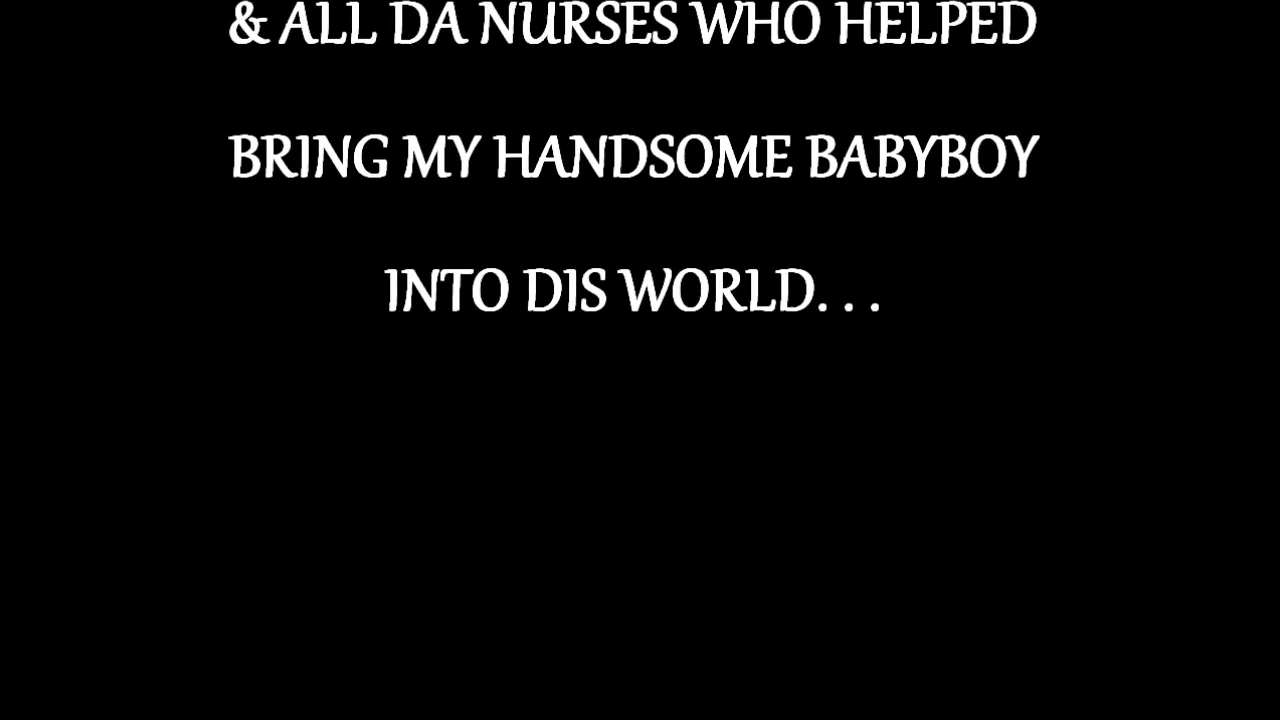 & ALL DA NURSES WHO HELPED
BRING MY HANDSOME BABYBOY
INTO DIS WORLD. . .